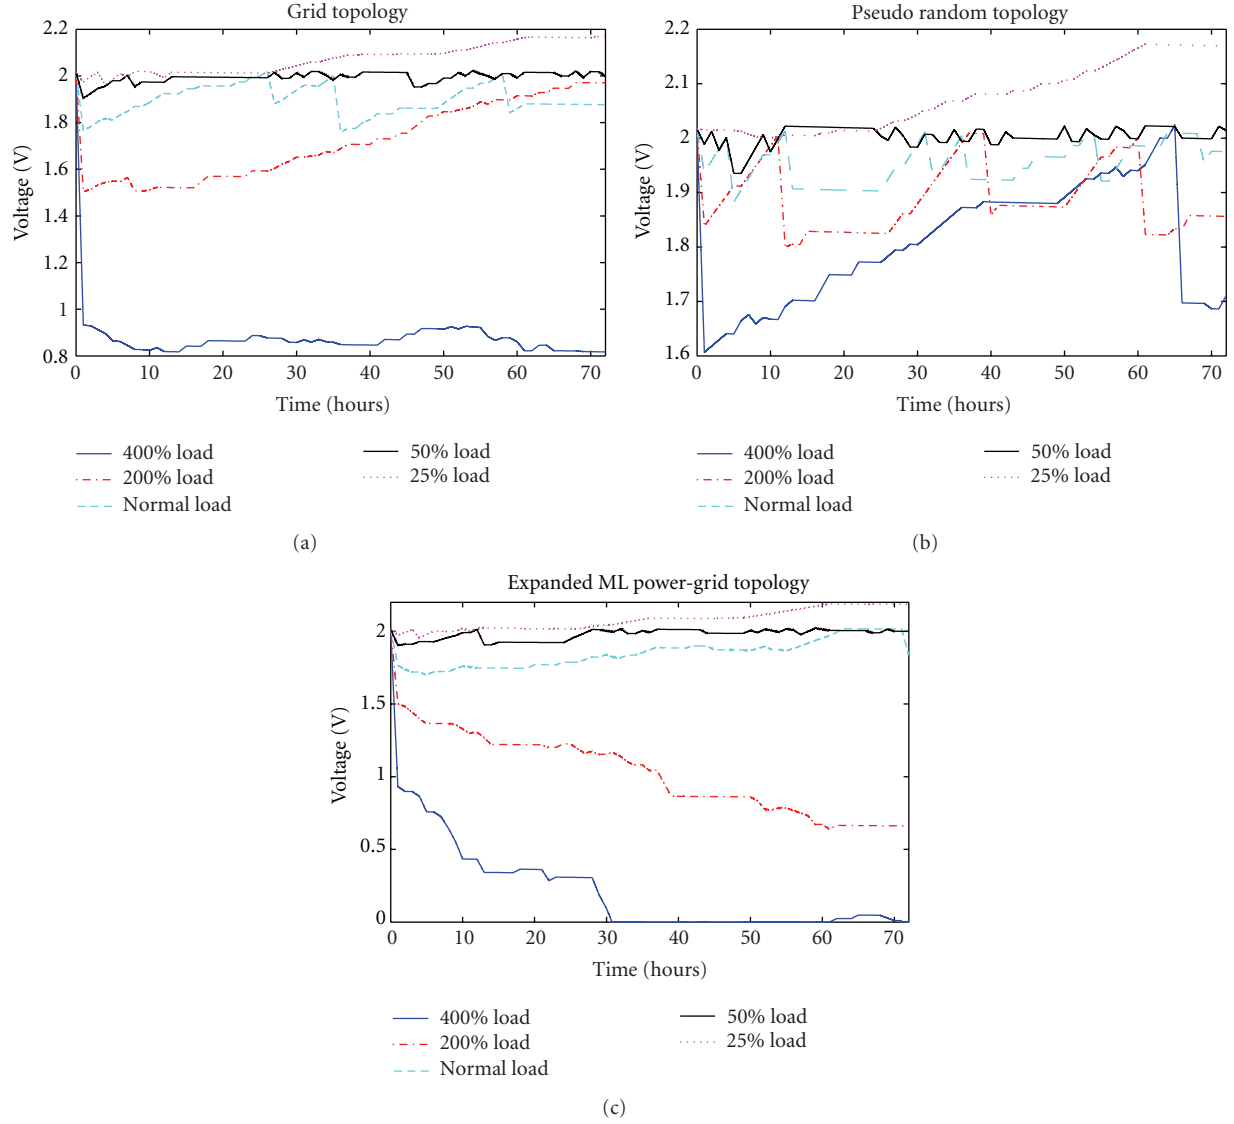 Grid topology
2.2
2
1.8
1.6
1.4
1.2
1
0.8
Voltage (V)
0 10 20 30 40 50 60 70
Time (hours)
400% load
200% load
Normal load
50% load
25% load
(a)
Pseudo random topology
2.2
2.1
2
1.9
1.8
1.7
1.6
Voltage (V)
0 10 20 30 40 50 60 70
Time (hours)
400% load
200% load
Normal load
50% load
25% load
(b)
Expanded ML power-grid topology
2
1.5
1
0.5
0
Voltage (V)
0 10 20 30 40 50 60 70
Time (hours)
400% load
200% load
Normal load
50% load
25% load
(c)